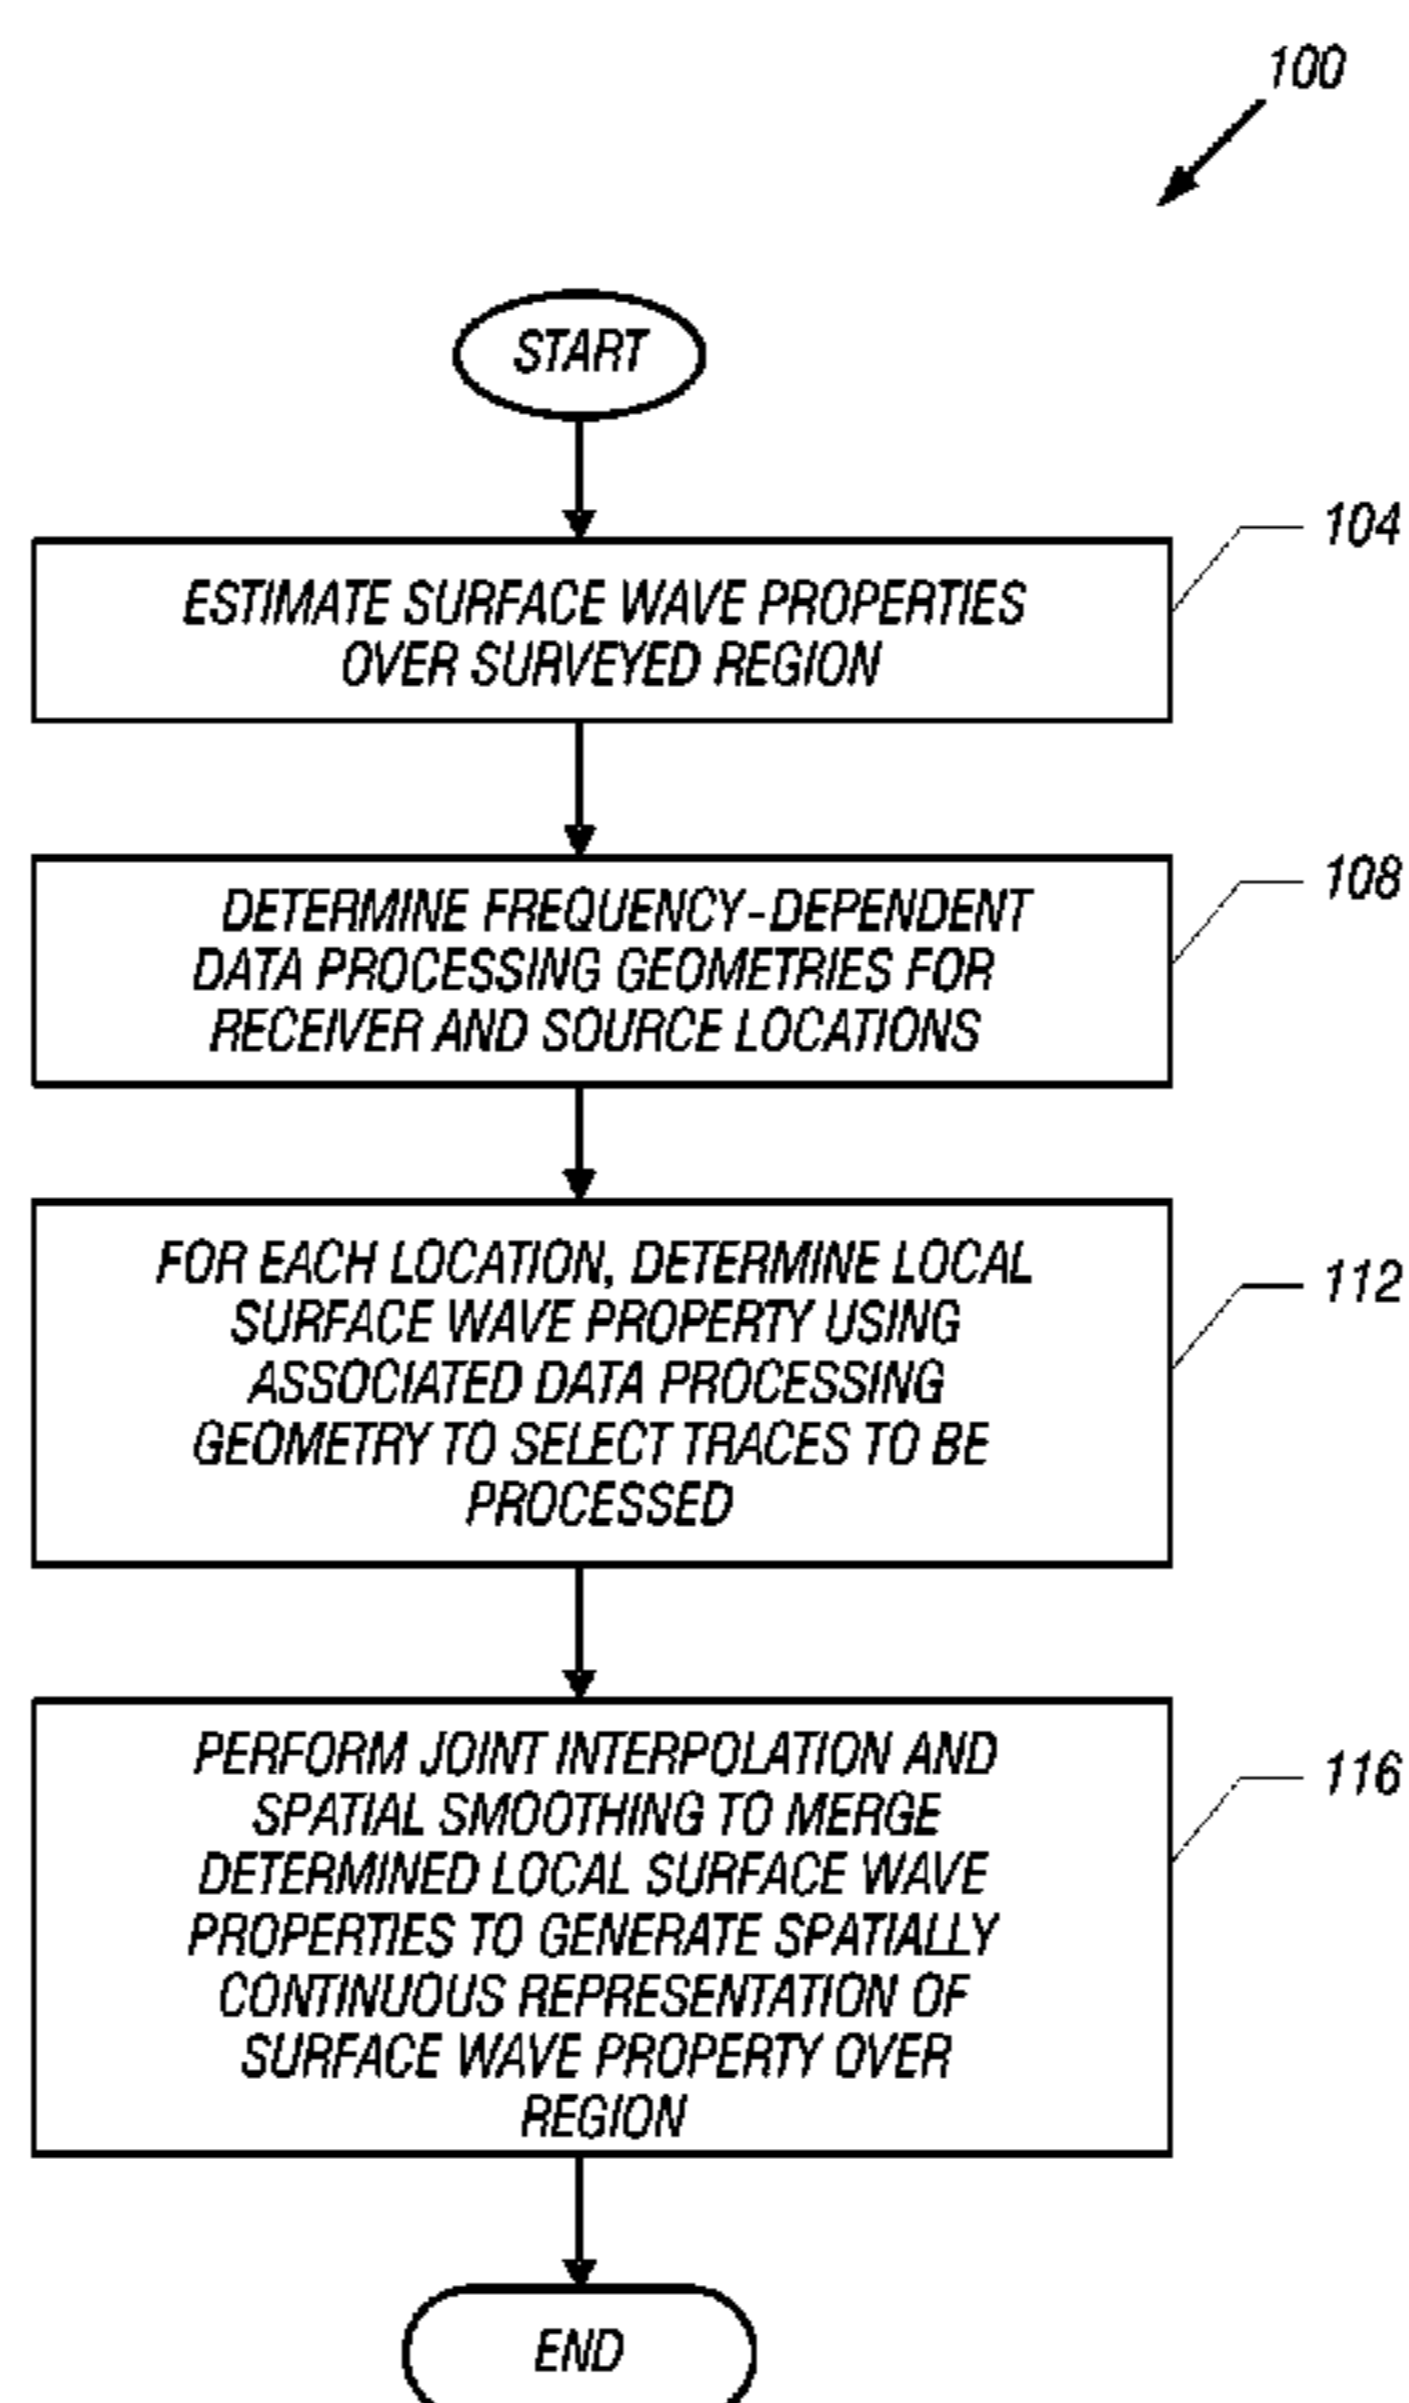 100
START
104
ESTIMATE SURFACE WAVE PROPERTIES
OVER SURVEYED REGION
108
DETERMINE FREQUENCY-DEPENDENT
DATA PROCESSING GEOMETRIES FOR
RECEIVER AND SOURCE LOCATIONS
112
FOR EACH LOCATION, DETERMINE LOCAL
SURFACE WAVE PROPERTY USING
ASSOCIATED DATA PROCESSING
GEOMETRY TO SELECT TRACES TO BE
PROCESSED
116
PERFORM JOINT INTERPOLATION AND
SPATIAL SMOOTHING TO MERGE
DETERMINED LOCAL SURFACE WAVE
PROPERTIES TO GENERATE SPATIALLY
CONTINUOUS REPRESENTATION OF
SURFACE WAVE PROPERTY OVER
REGION
END